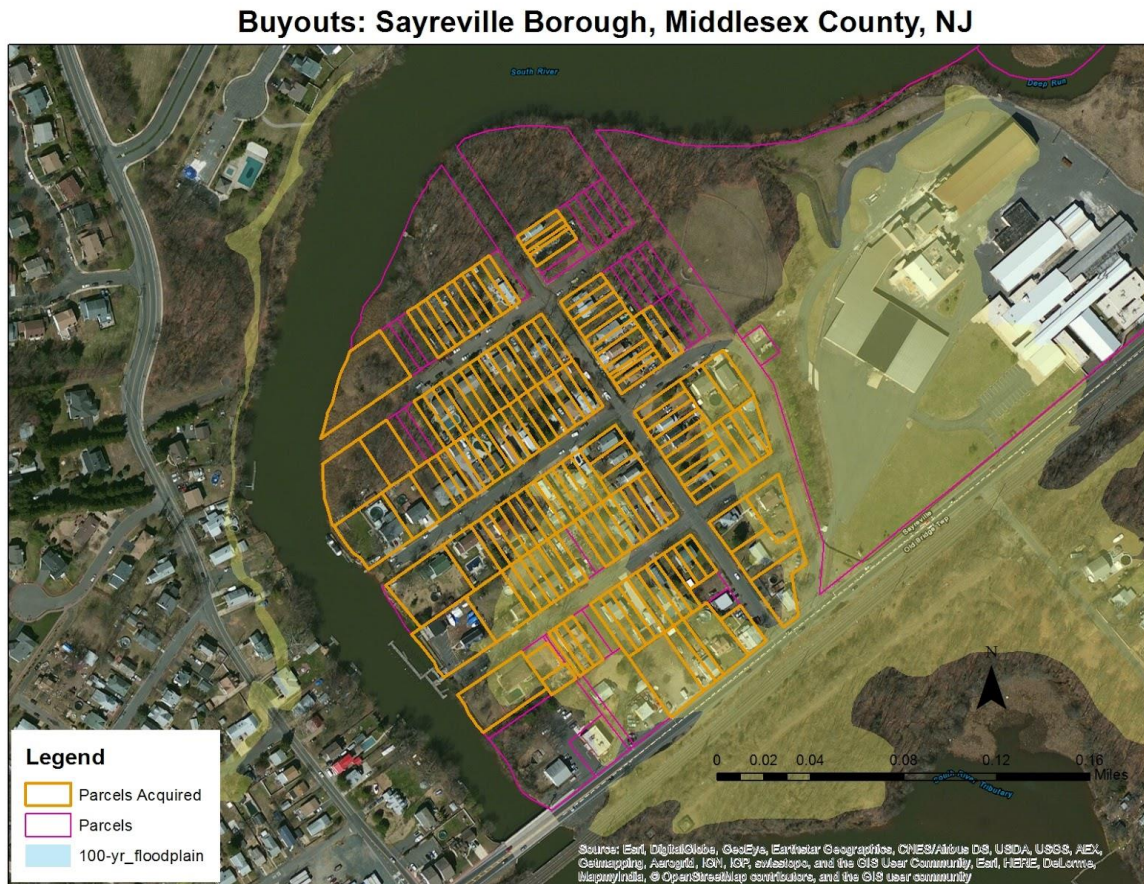 Buyouts: Sayreville Borough, Middlesex County, NJ
South River
Deep Run
Sayreville
Old Bridge Twp
N
0 0.02 0.04 0.08 0.12 0.16
Miles
South River Tributary
Legend
Parcels Acquired
Parcels
100-yr_floodplain
Source: Esri, DigitalGlobe, GeoEye, Earthstar Geographics, CNES/Airbus DS, USDA, USGS, AEX,
Getmapping, Aerogrid, IGN, IGP, swisstopo, and the GIS User Community, Esri, HERE, DeLorme,
MapmyIndia, © OpenStreetMap contributors, and the GIS user community